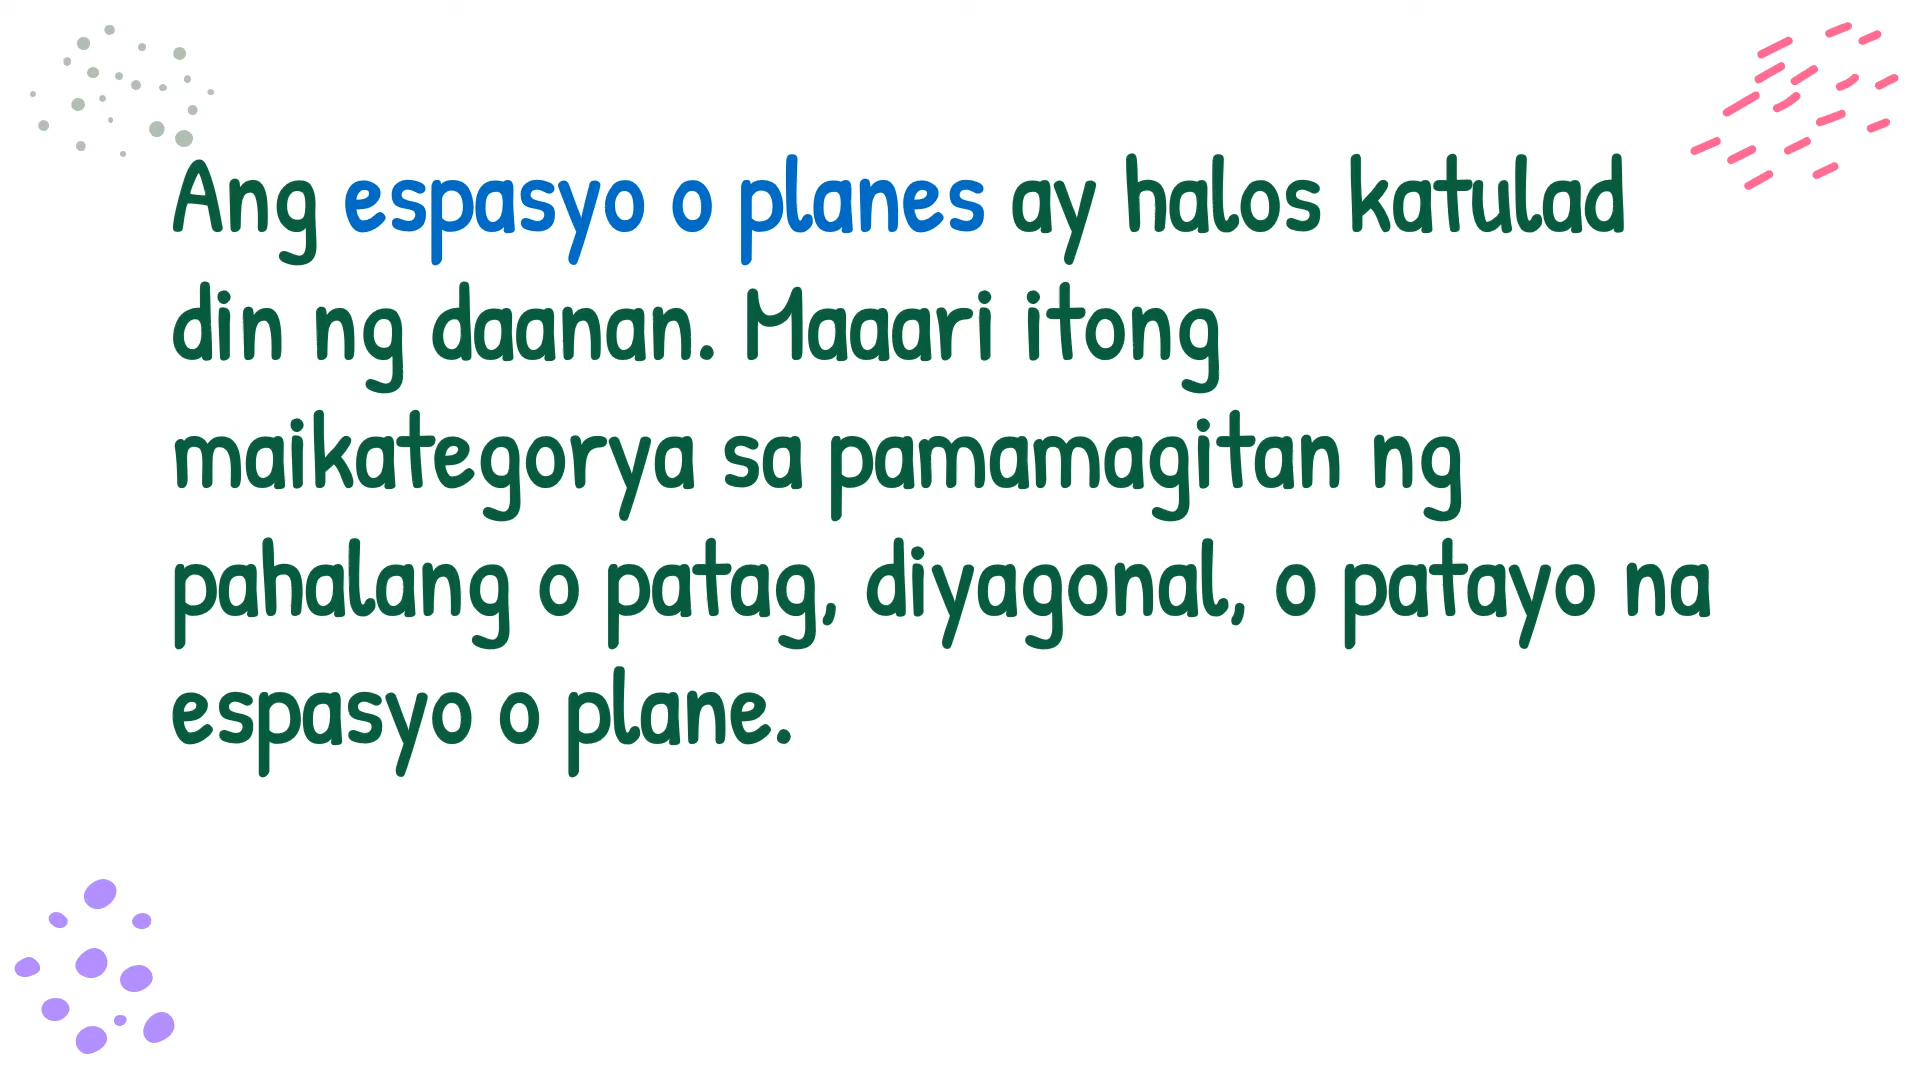 Ang espasyo o planes ay halos katulad
din ng daanan. Maaari itong
maikategorya sa pamamagitan ng
pahalang o patag, diyagonal, o patayo na
espasyo o plane.